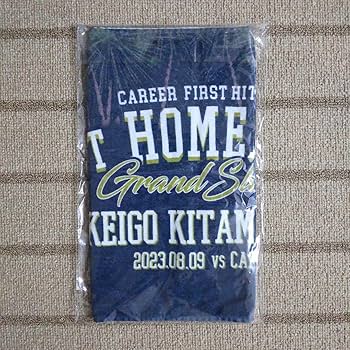 CAREER FIRST HIT
T HOME
Grand Sl
KEIGO KITAM
2023.08.09 vs CA